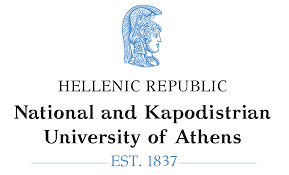 HELLENIC REPUBLIC
National and Kapodistrian
University of Athens
EST. 1837